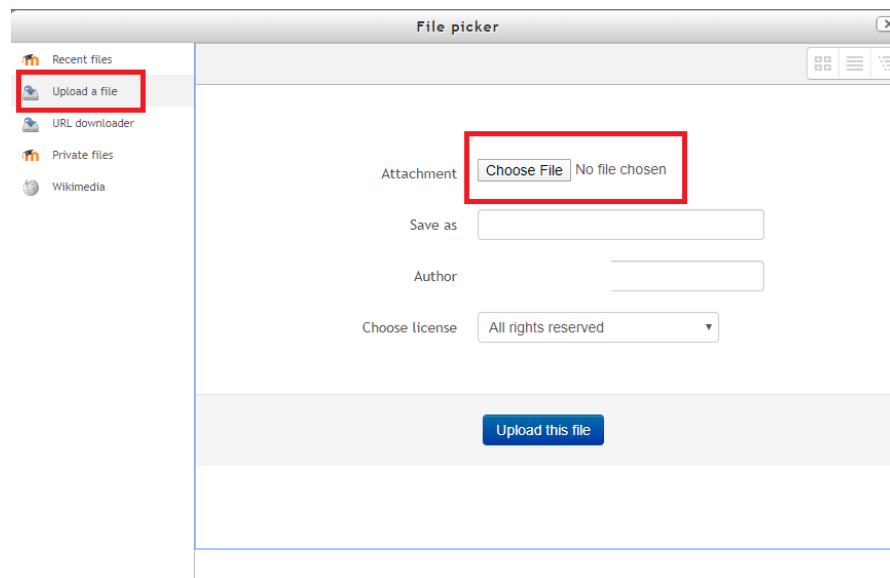 File picker
Recent files
Upload a file
URL downloader
Private files
Wikimedia
Attachment Choose File No file chosen
Save as
Author
Choose license All rights reserved
Upload this file